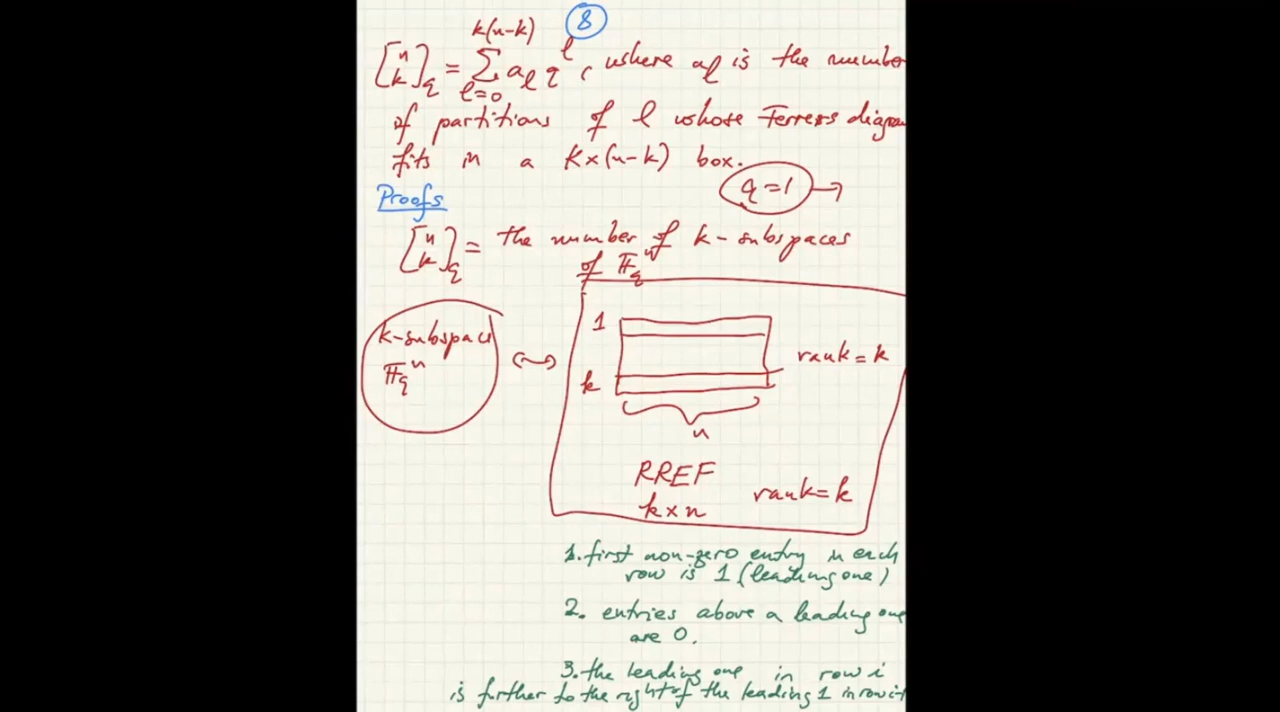 8
[n k]_q = Σ_{ℓ=0}^{k(n-k)} a_ℓ q^ℓ, where a_ℓ is the number
of partitions of ℓ whose Ferrers diagram
fits in a k×(n-k) box.
q=1 →
Proofs
[n k]_q = the number of k-subspaces
of 𝔽_q^n
k-subspace
𝔽_q^n
↔
1
k
rank = k
n
RREF
k×n
rank=k
1. first non-zero entry in each
row is 1 (leading one)
2. entries above a leading one
are 0.
3. the leading one in row i
is further to the right of the leading 1 in row i+